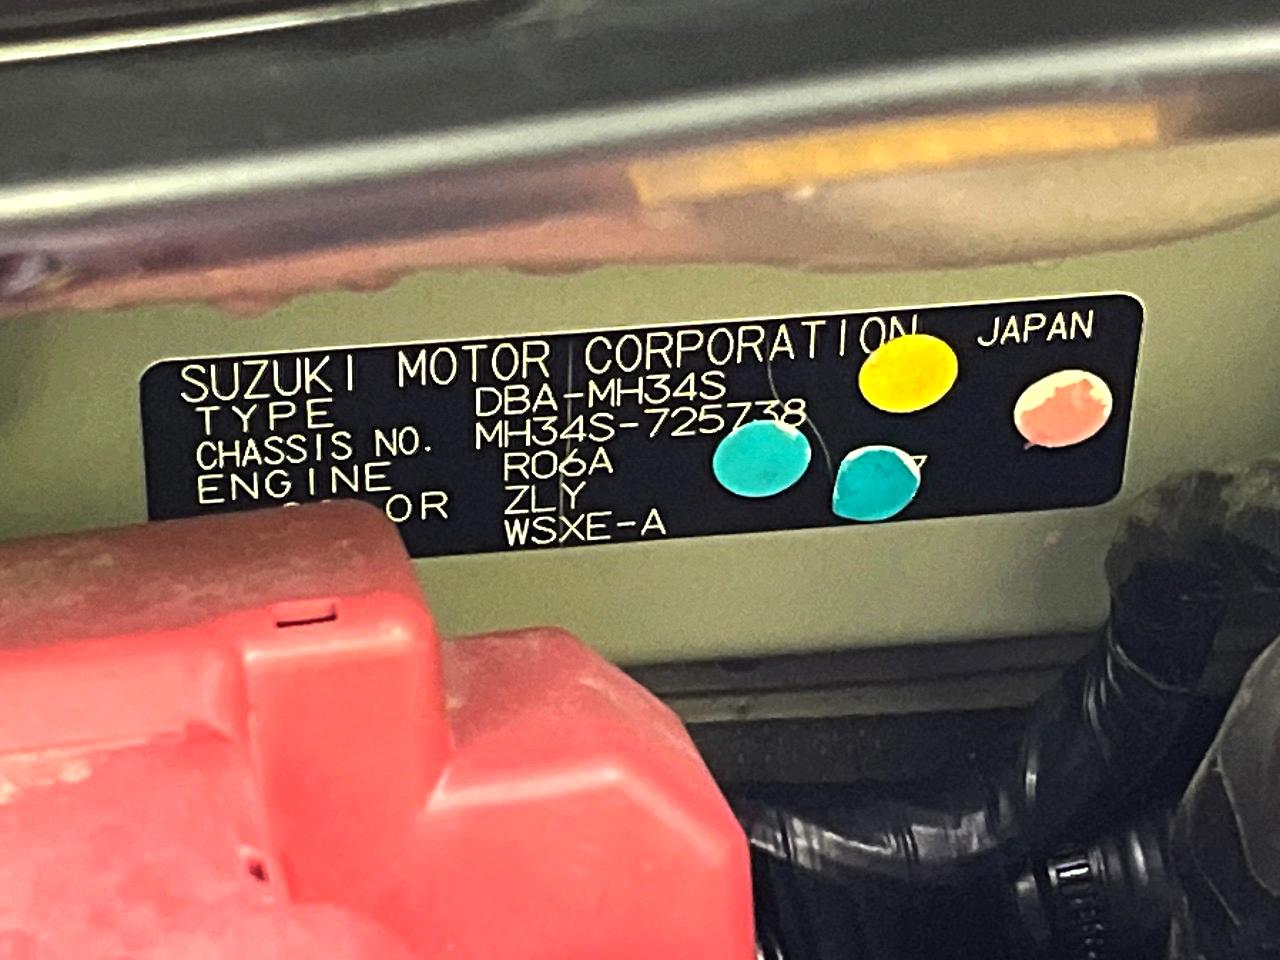 SUZUKI MOTOR CORPORATION JAPAN
TYPE DBA-MH34S
CHASSIS NO. MH34S-725738
ENGINE R06A
OR ZLY
WSXE-A